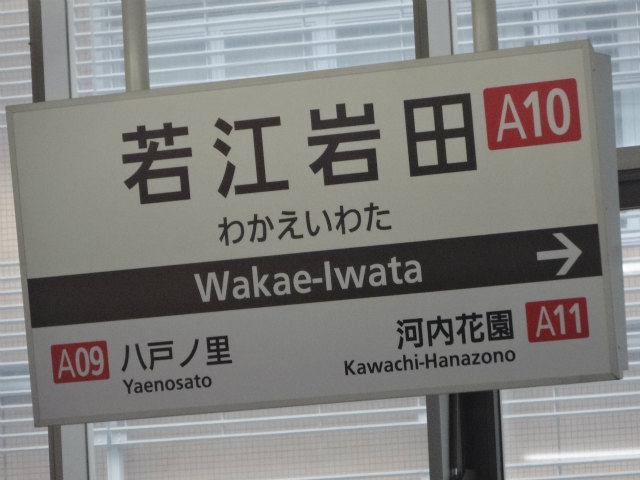 若江岩田 A10
わかえいわた
Wakae-Iwata →
A09 八戸ノ里 河内花園 A11
Yaenosato Kawachi-Hanazono